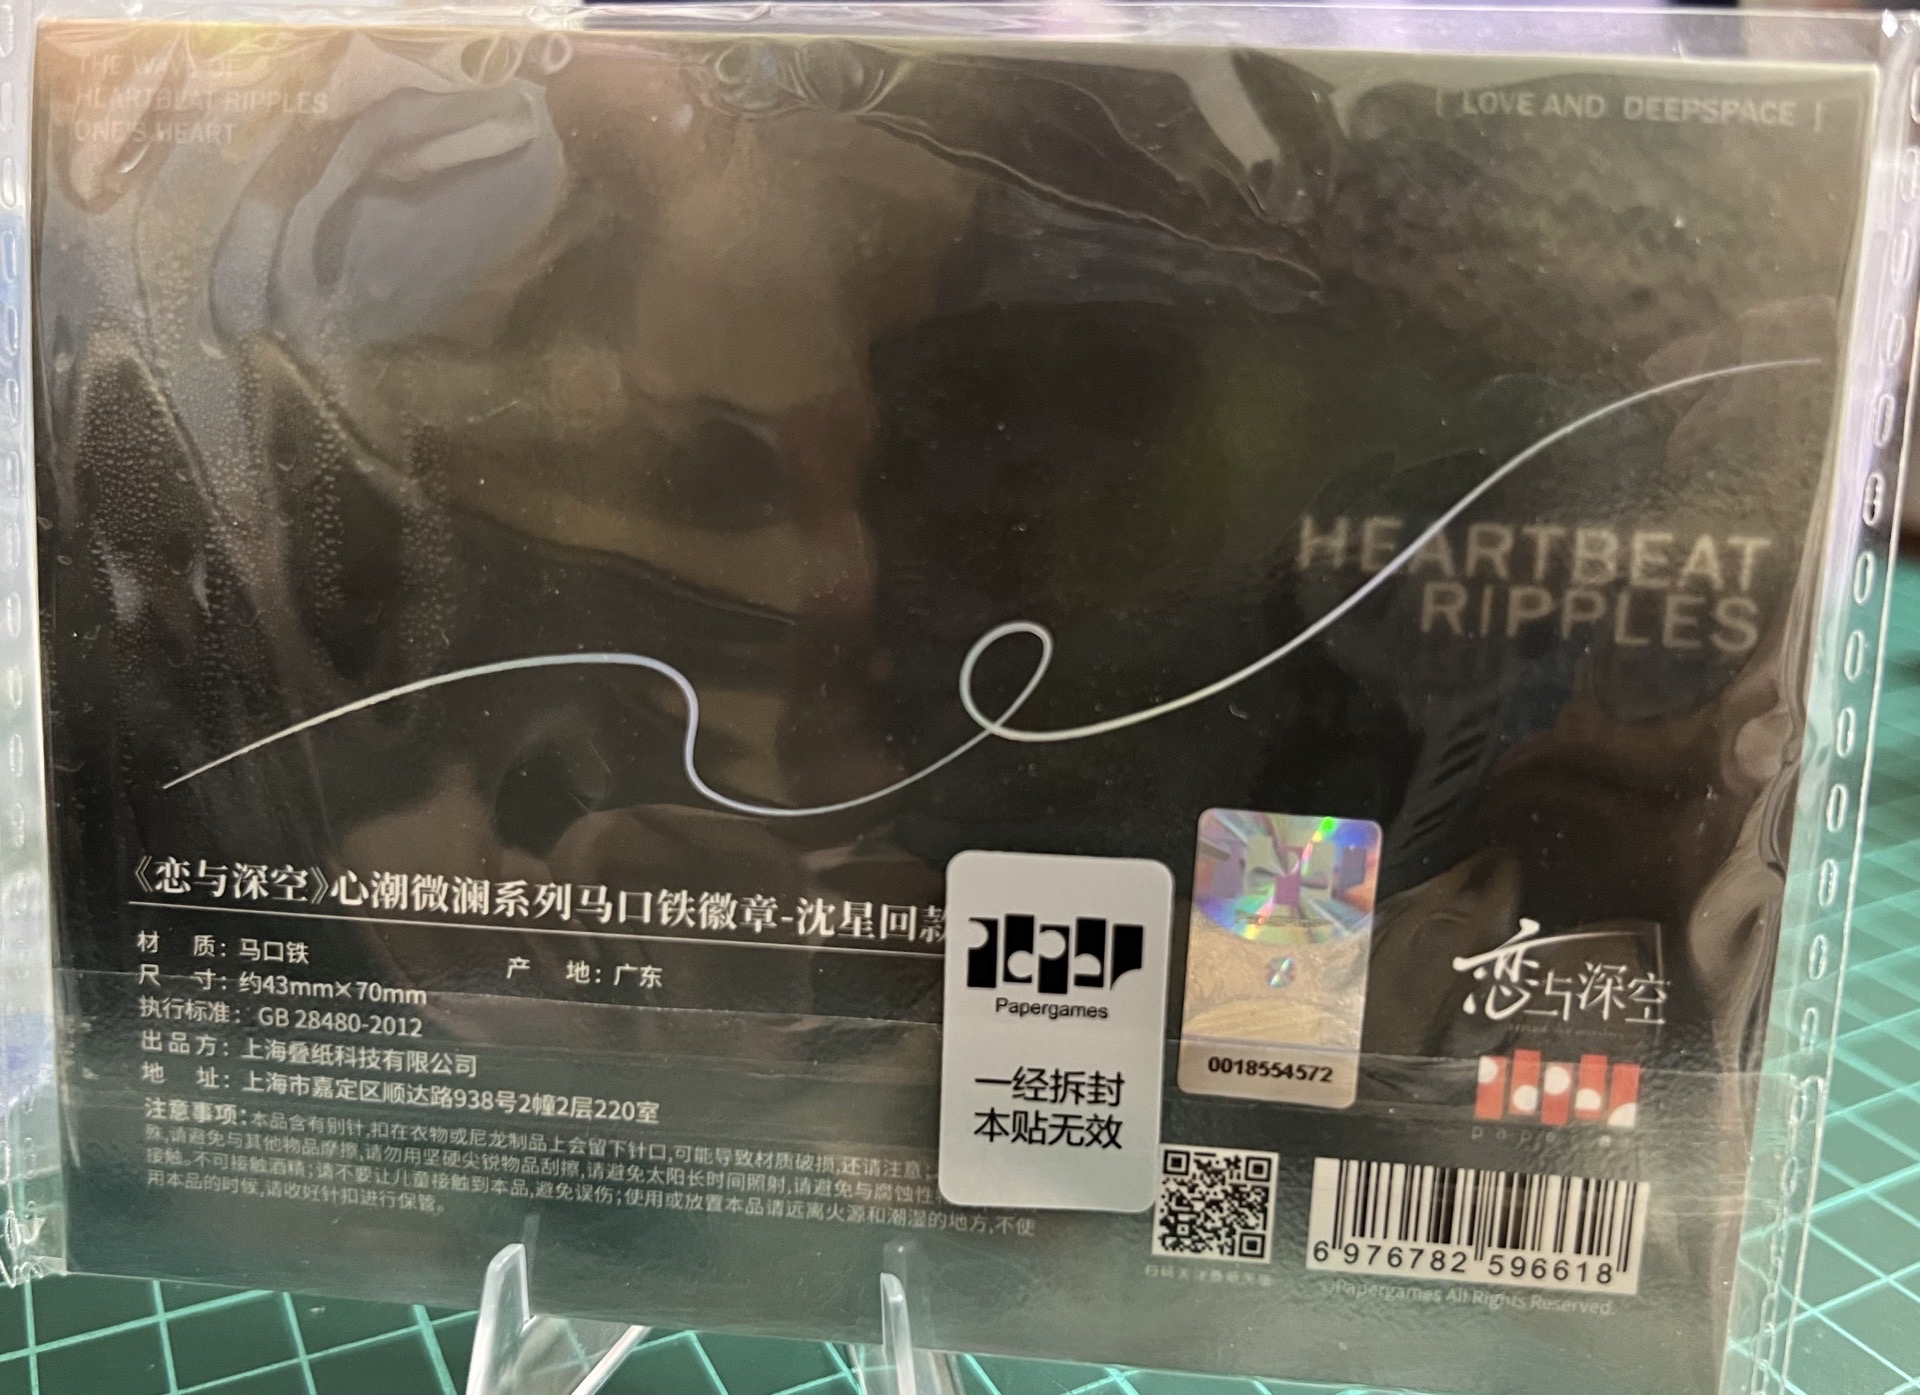 THE WAVE OF
HEARTBEAT RIPPLES
ONE'S HEART
[ LOVE AND DEEPSPACE ]
HEARTBEAT
RIPPLES
《恋与深空》心潮微澜系列马口铁徽章-沈星回款
材 质：马口铁
产 地：广东
尺 寸：约43mm×70mm
执行标准：GB 28480-2012
出品方：上海叠纸科技有限公司
地 址：上海市嘉定区顺达路938号2幢2层220室
注意事项：本品含有别针,扣在衣物或尼龙制品上会留下针口,可能导致材质破损,还请注意;
殊,请避免与其他物品摩擦,请勿用坚硬尖锐物品刮擦,请避免太阳长时间照射,请避免与腐蚀性
接触。不可接触酒精;请不要让儿童接触到本品,避免误伤;使用或放置本品请远离火源和潮湿的地方,不使
用本品的时候,请收好针扣进行保管。
Papergames
一经拆封
本贴无效
0018554572
恋与深空
papergames
6 976782 596618
©Papergames All Rights Reserved.